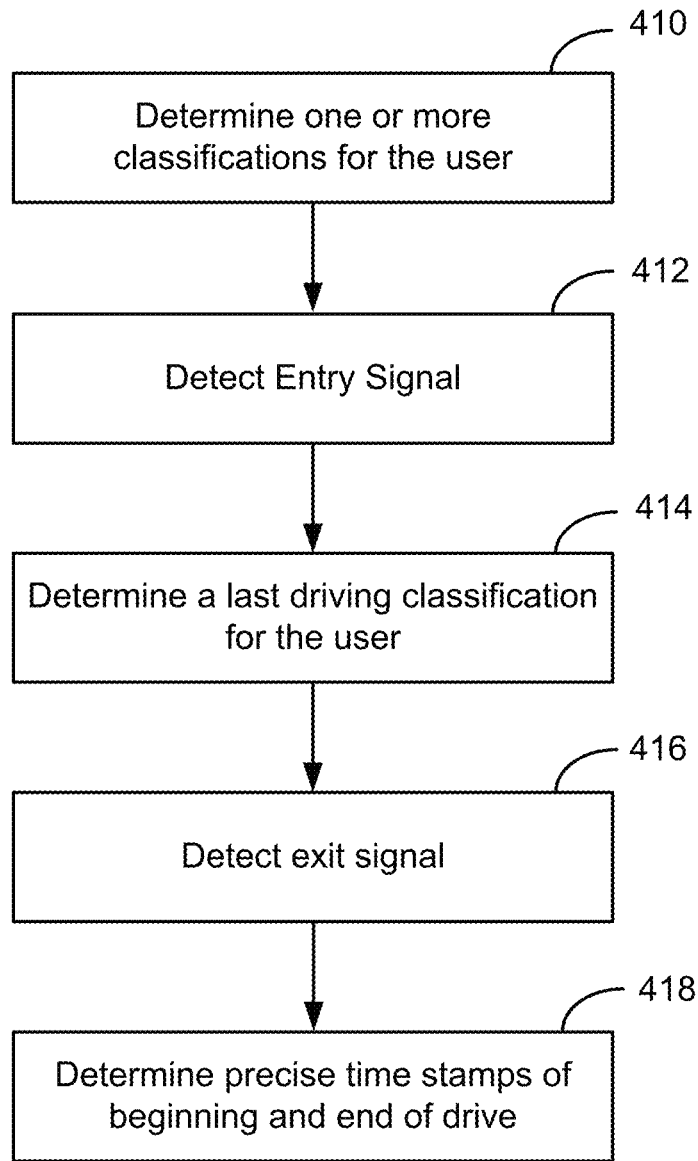 410
Determine one or more
classifications for the user
412
Detect Entry Signal
414
Determine a last driving classification
for the user
416
Detect exit signal
418
Determine precise time stamps of
beginning and end of drive